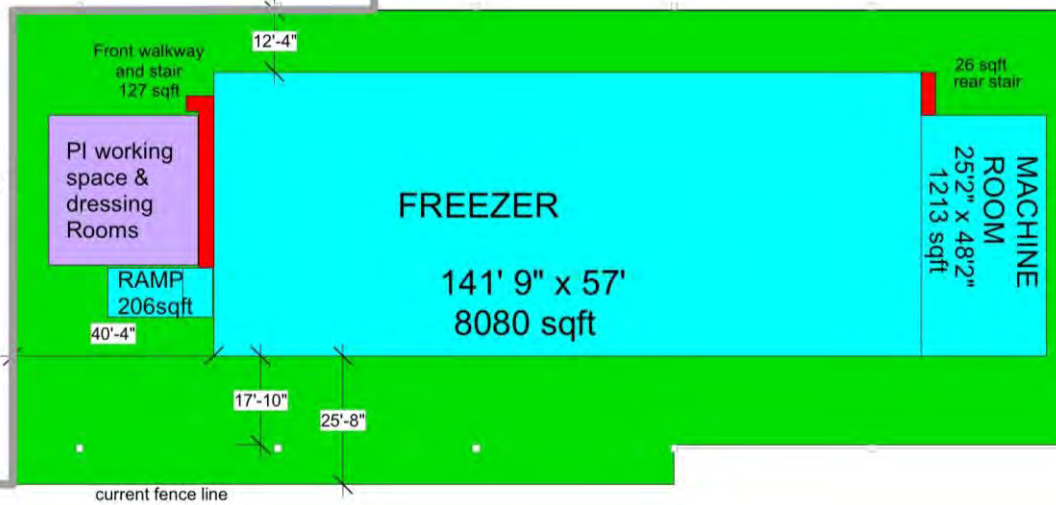 12'-4"
Front walkway
and stair
127 sqft
26 sqft
rear stair
PI working
space &
dressing
Rooms
FREEZER
141' 9" x 57'
8080 sqft
MACHINE
ROOM
25'2" x 48'2"
1213 sqft
RAMP
206sqft
40'-4"
17'-10"
25'-8"
current fence line